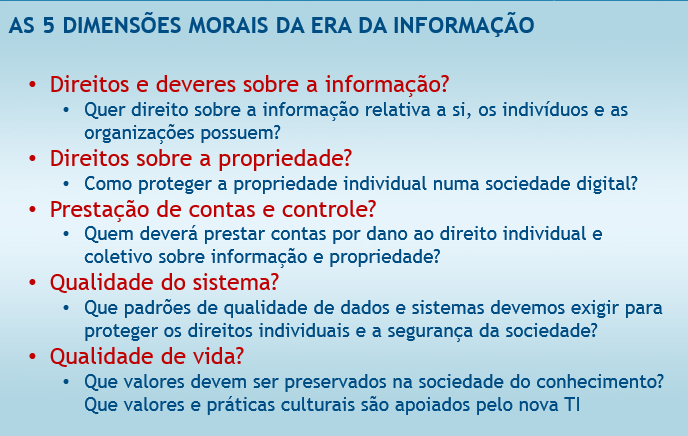 AS 5 DIMENSÕES MORAIS DA ERA DA INFORMAÇÃO
• Direitos e deveres sobre a informação?
• Quer direito sobre a informação relativa a si, os indivíduos e as
organizações possuem?
• Direitos sobre a propriedade?
• Como proteger a propriedade individual numa sociedade digital?
• Prestação de contas e controle?
• Quem deverá prestar contas por dano ao direito individual e
coletivo sobre informação e propriedade?
• Qualidade do sistema?
• Que padrões de qualidade de dados e sistemas devemos exigir para
proteger os direitos individuais e a segurança da sociedade?
• Qualidade de vida?
• Que valores devem ser preservados na sociedade do conhecimento?
Que valores e práticas culturais são apoiados pelo nova TI